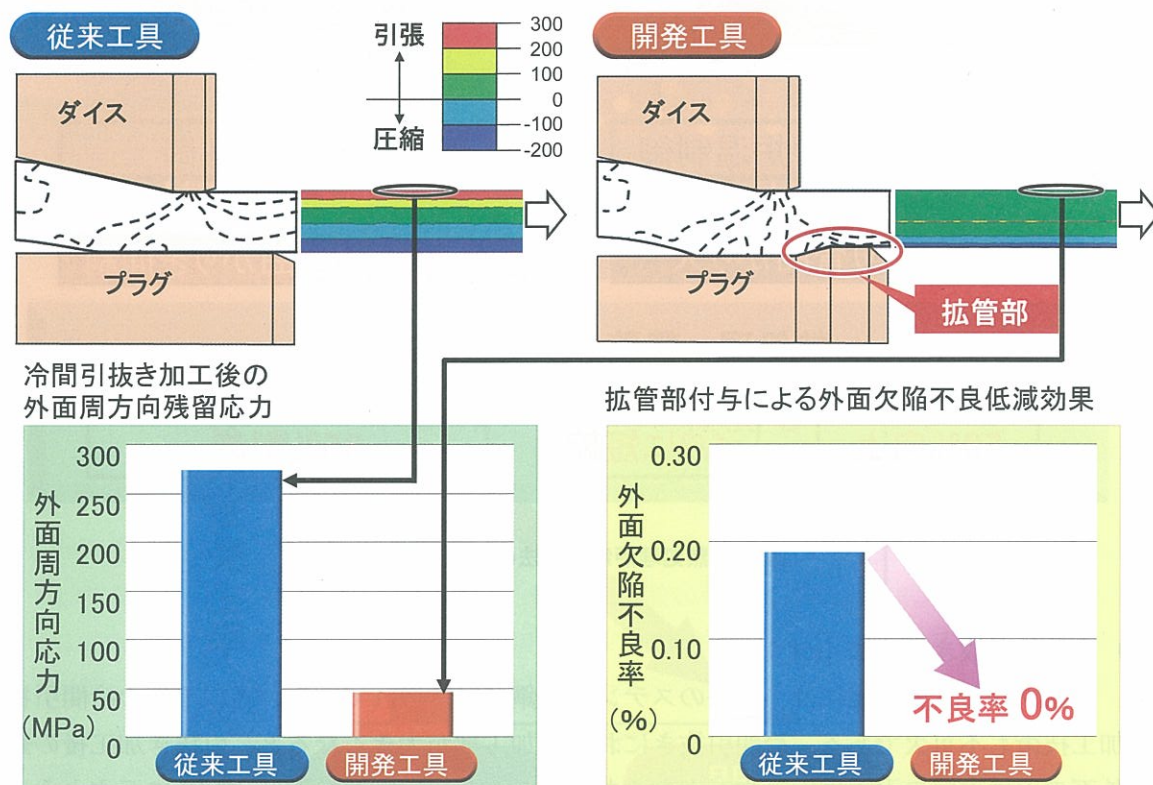 従来工具
引張
圧縮
300
200
100
0
-100
-200
開発工具
ダイス
プラグ
ダイス
プラグ
拡管部
冷間引抜き加工後の
外面周方向残留応力
外面周方向応力
(MPa)
300
250
200
150
100
50
0
従来工具
開発工具
拡管部付与による外面欠陥不良低減効果
外面欠陥不良率
(%)
0.30
0.20
0.10
0
不良率 0%
従来工具
開発工具